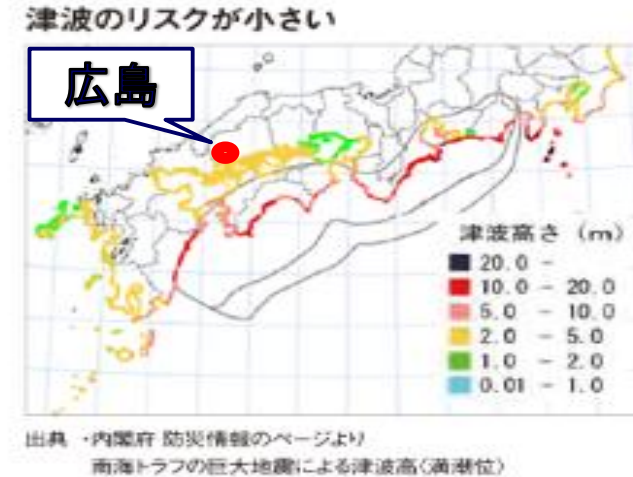 津波のリスクが小さい
広島
津波高さ (m)
20.0 -
10.0 - 20.0
5.0 - 10.0
2.0 - 5.0
1.0 - 2.0
0.01 - 1.0
出典 ・内閣府 防災情報のページより
南海トラフの巨大地震による津波高<満潮位>